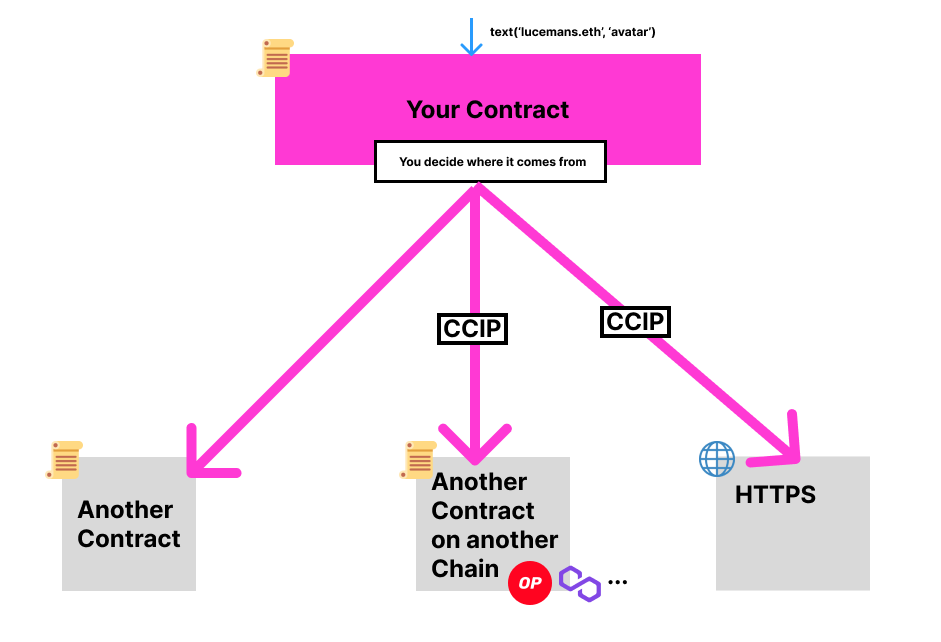 text(‘lucemans.eth’, ‘avatar’)
Your Contract
You decide where it comes from
CCIP
CCIP
Another
Contract
Another
Contract
on another
Chain
OP
...
HTTPS